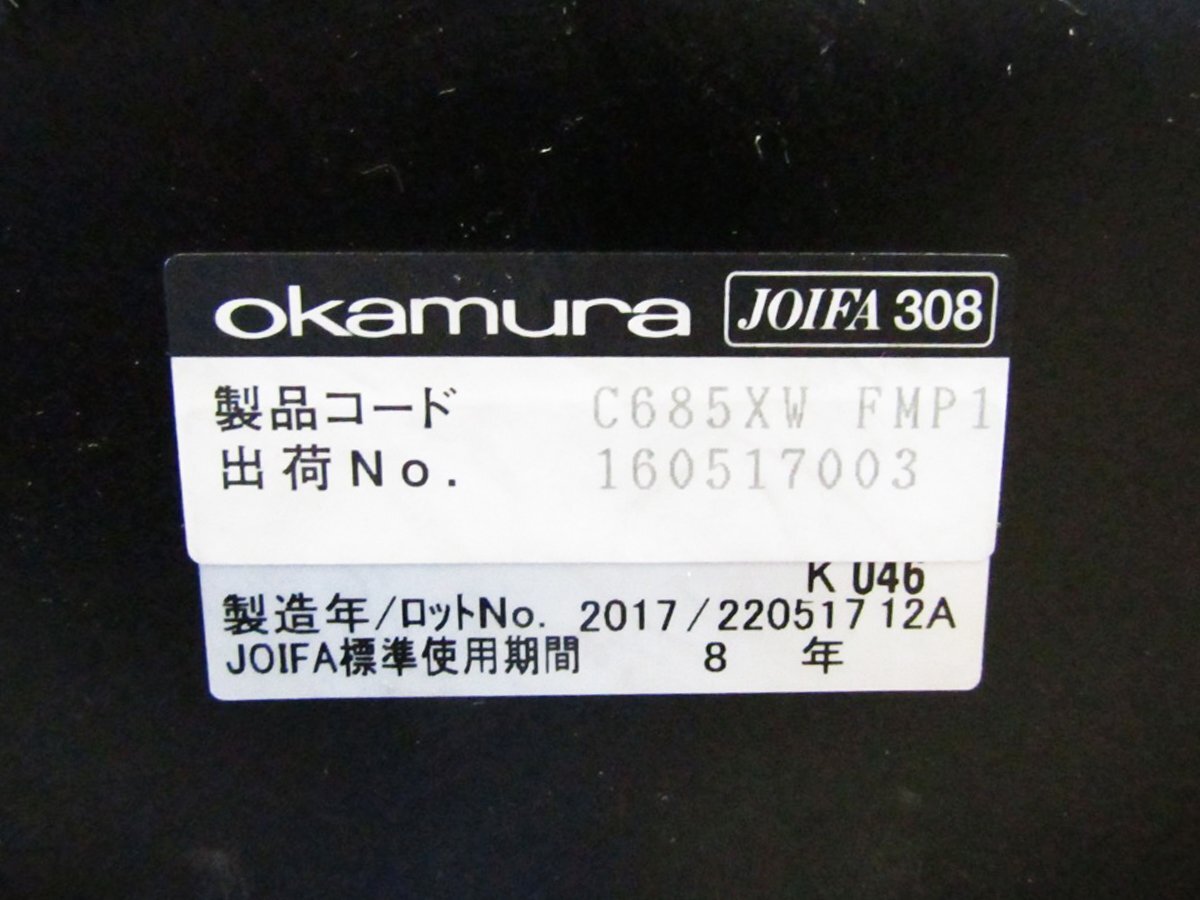 okamura JOIFA 308
製品コード C685XW FMP1
出荷No. 160517003
K 046
製造年/ロットNo. 2017/220517 12A
JOIFA標準使用期間 8 年